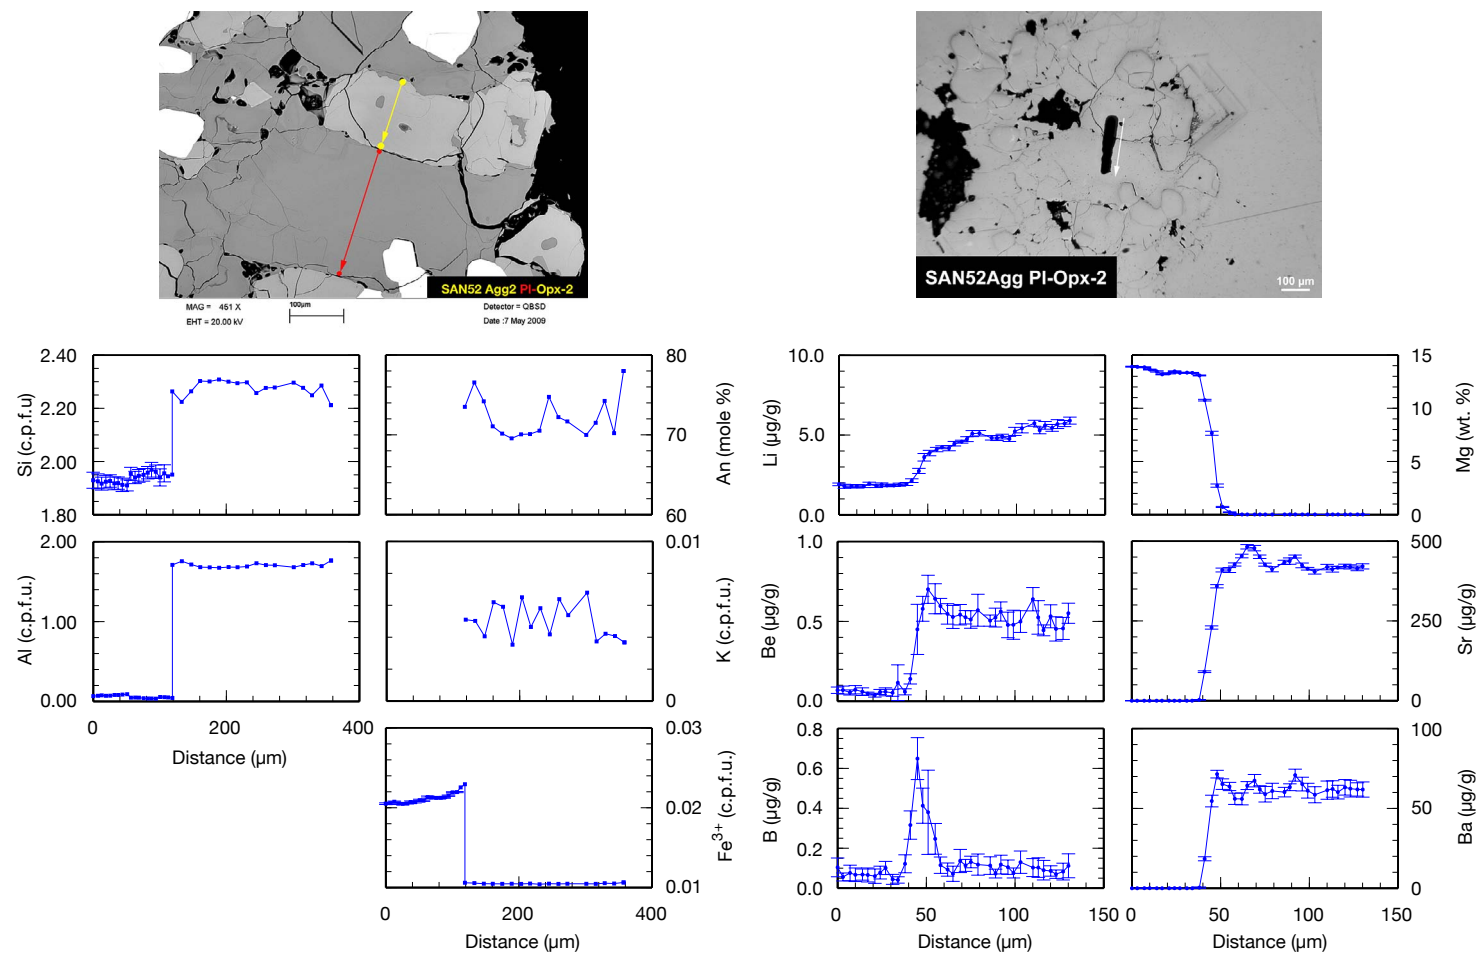 SAN52 Agg2 Pl-Opx-2
MAG = 451 X
100µm
Detector = QBSD
EHT = 20.00 kV
Date :7 May 2009
SAN52Agg Pl-Opx-2
100 µm
2.40
2.20
2.00
1.80
Si (c.p.f.u)
80
70
60
An (mole %)
10.0
5.0
0.0
Li (µg/g)
15
10
5
0
Mg (wt. %)
2.00
1.00
0.00
Al (c.p.f.u.)
0 200 400
Distance (µm)
0.01
0
K (c.p.f.u.)
1.0
0.5
0.0
Be (µg/g)
500
250
0
Sr (µg/g)
0.03
0.02
0.01
Fe³⁺ (c.p.f.u.)
0 200 400
Distance (µm)
0.8
0.6
0.4
0.2
0.0
B (µg/g)
0 50 100 150
Distance (µm)
100
50
0
Ba (µg/g)
0 50 100 150
Distance (µm)